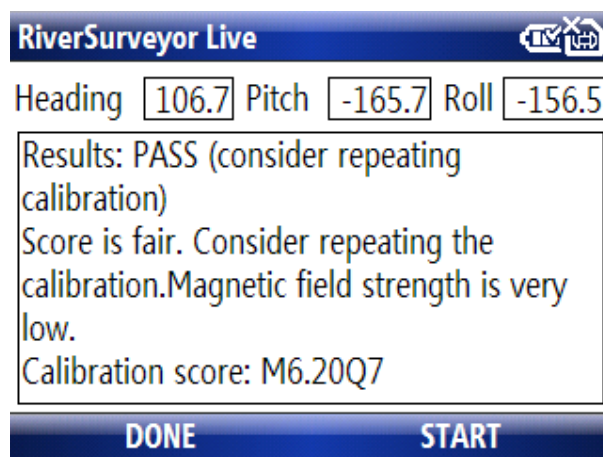 RiverSurveyor Live
Heading 106.7 Pitch -165.7 Roll -156.5
Results: PASS (consider repeating
calibration)
Score is fair. Consider repeating the
calibration.Magnetic field strength is very
low.
Calibration score: M6.20Q7
DONE START